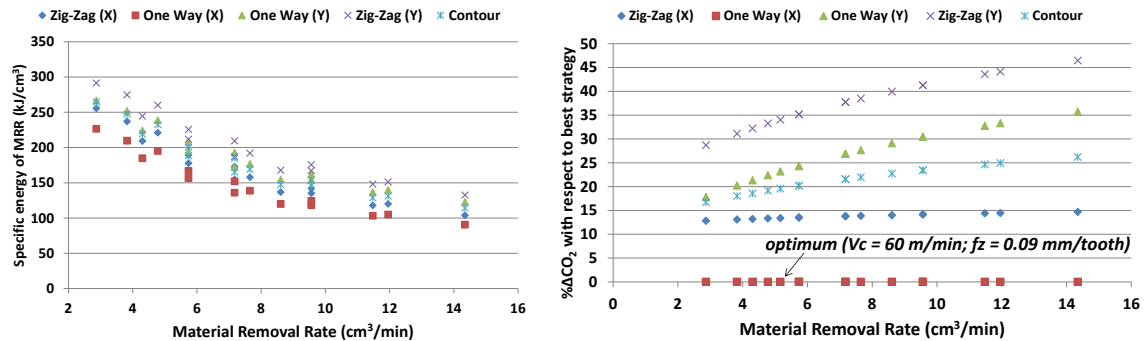 Zig-Zag (X) One Way (X) One Way (Y) Zig-Zag (Y) Contour
350
300
250
200
150
100
50
0
Specific energy of MRR (kJ/cm³)
2 4 6 8 10 12 14 16
Material Removal Rate (cm³/min)
Zig-Zag (X) One Way (X) One Way (Y) Zig-Zag (Y) Contour
50
45
40
35
30
25
20
15
10
5
0
%ΔCO₂ with respect to best strategy
optimum (Vc = 60 m/min; fz = 0.09 mm/tooth)
0 2 4 6 8 10 12 14 16
Material Removal Rate (cm³/min)